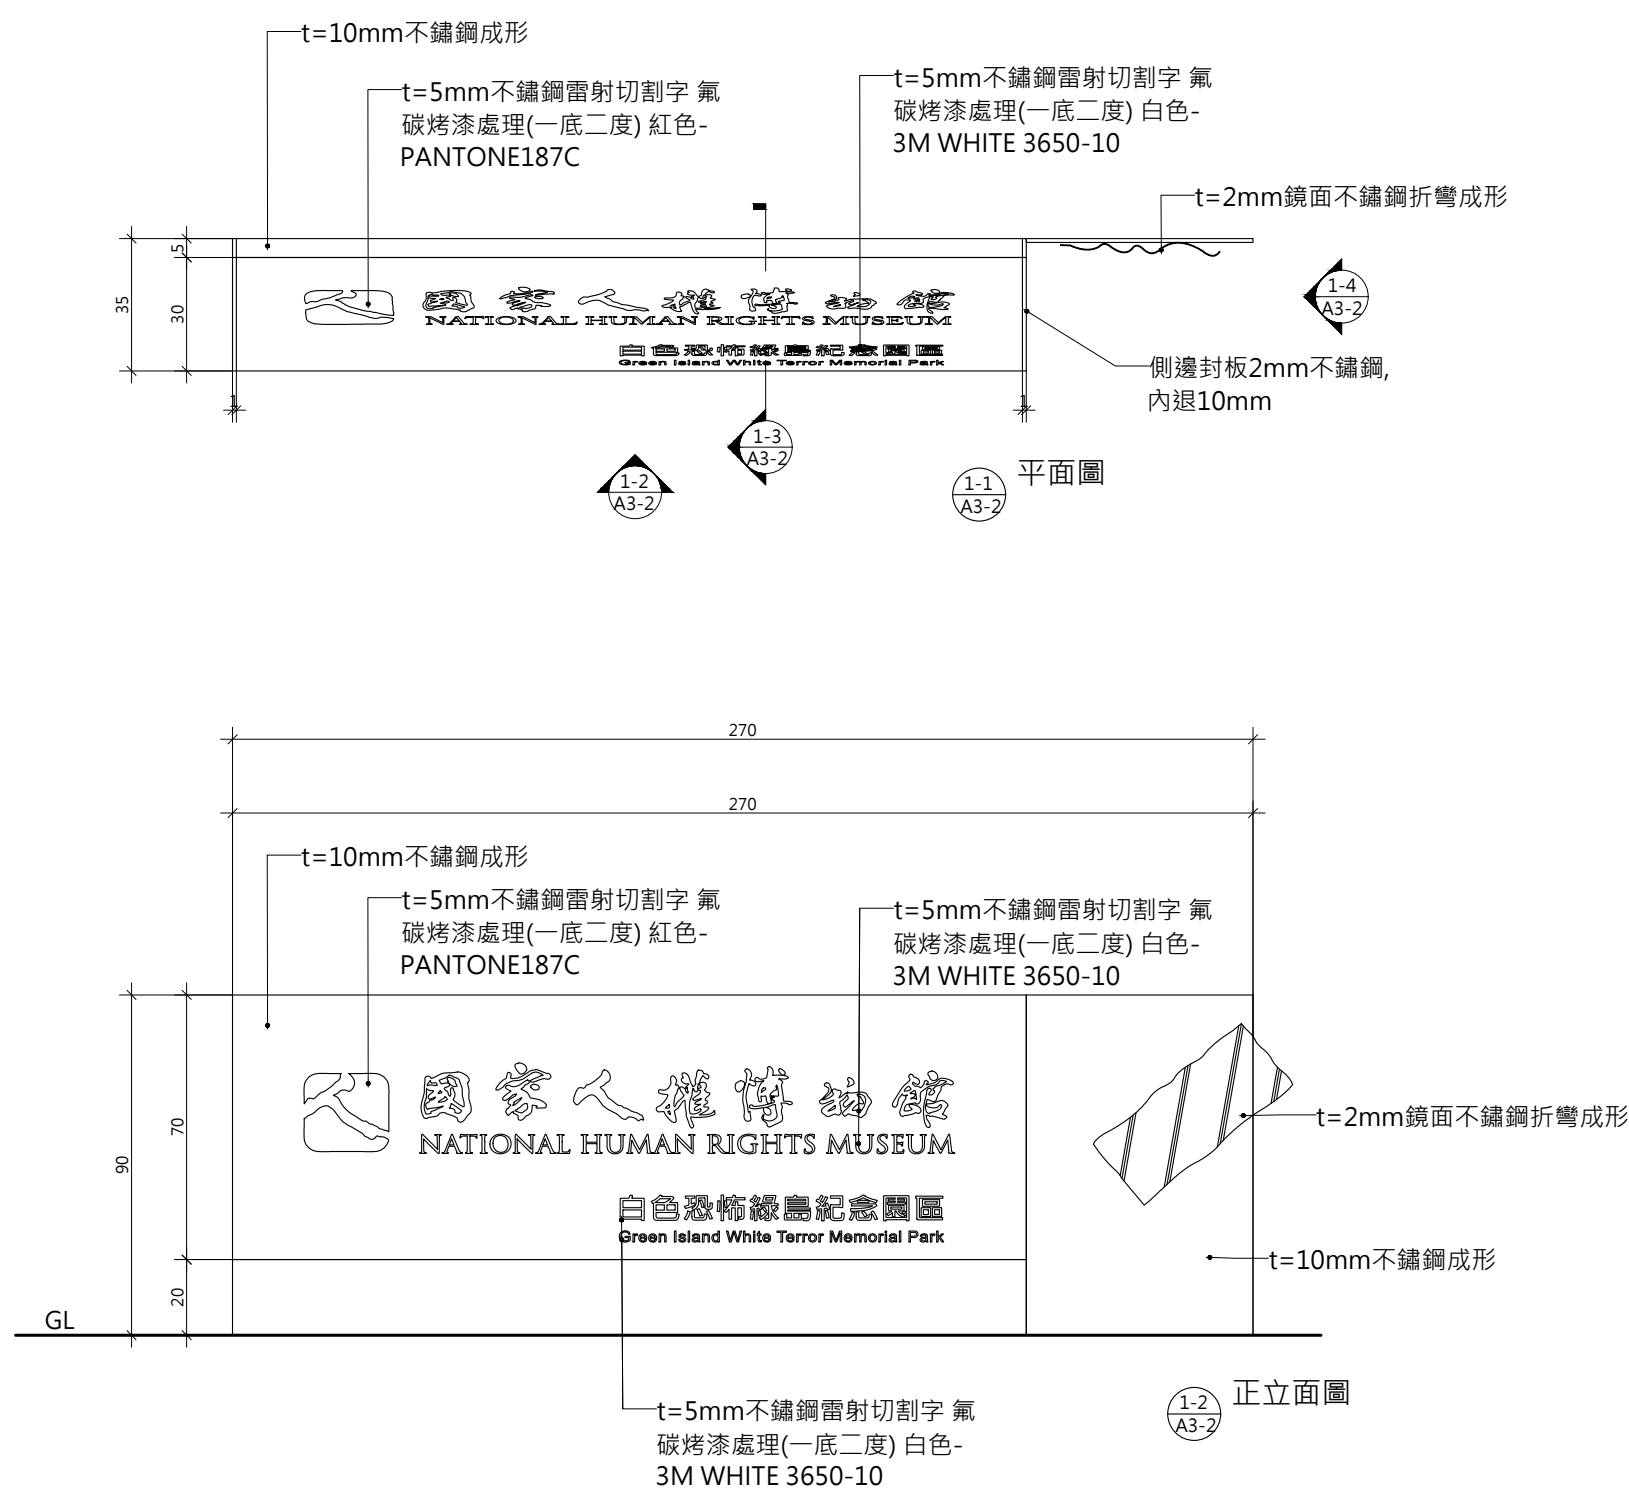 t=10mm不鏽鋼成形
t=5mm不鏽鋼雷射切割字 氟
碳烤漆處理(一底二度) 紅色-
PANTONE187C
t=5mm不鏽鋼雷射切割字 氟
碳烤漆處理(一底二度) 白色-
3M WHITE 3650-10
t=2mm鏡面不鏽鋼折彎成形
5
35
30
國家人權博物館
NATIONAL HUMAN RIGHTS MUSEUM
白色恐怖綠島紀念園區
Green Island White Terror Memorial Park
1-4
A3-2
側邊封板2mm不鏽鋼,
內退10mm
1
1
1-3
A3-2
1-2
A3-2
1-1
A3-2
平面圖
270
270
t=10mm不鏽鋼成形
t=5mm不鏽鋼雷射切割字 氟
碳烤漆處理(一底二度) 紅色-
PANTONE187C
t=5mm不鏽鋼雷射切割字 氟
碳烤漆處理(一底二度) 白色-
3M WHITE 3650-10
國家人權博物館
NATIONAL HUMAN RIGHTS MUSEUM
t=2mm鏡面不鏽鋼折彎成形
70
90
白色恐怖綠島紀念園區
Green Island White Terror Memorial Park
t=10mm不鏽鋼成形
20
GL
1-2
A3-2
正立面圖
t=5mm不鏽鋼雷射切割字 氟
碳烤漆處理(一底二度) 白色-
3M WHITE 3650-10